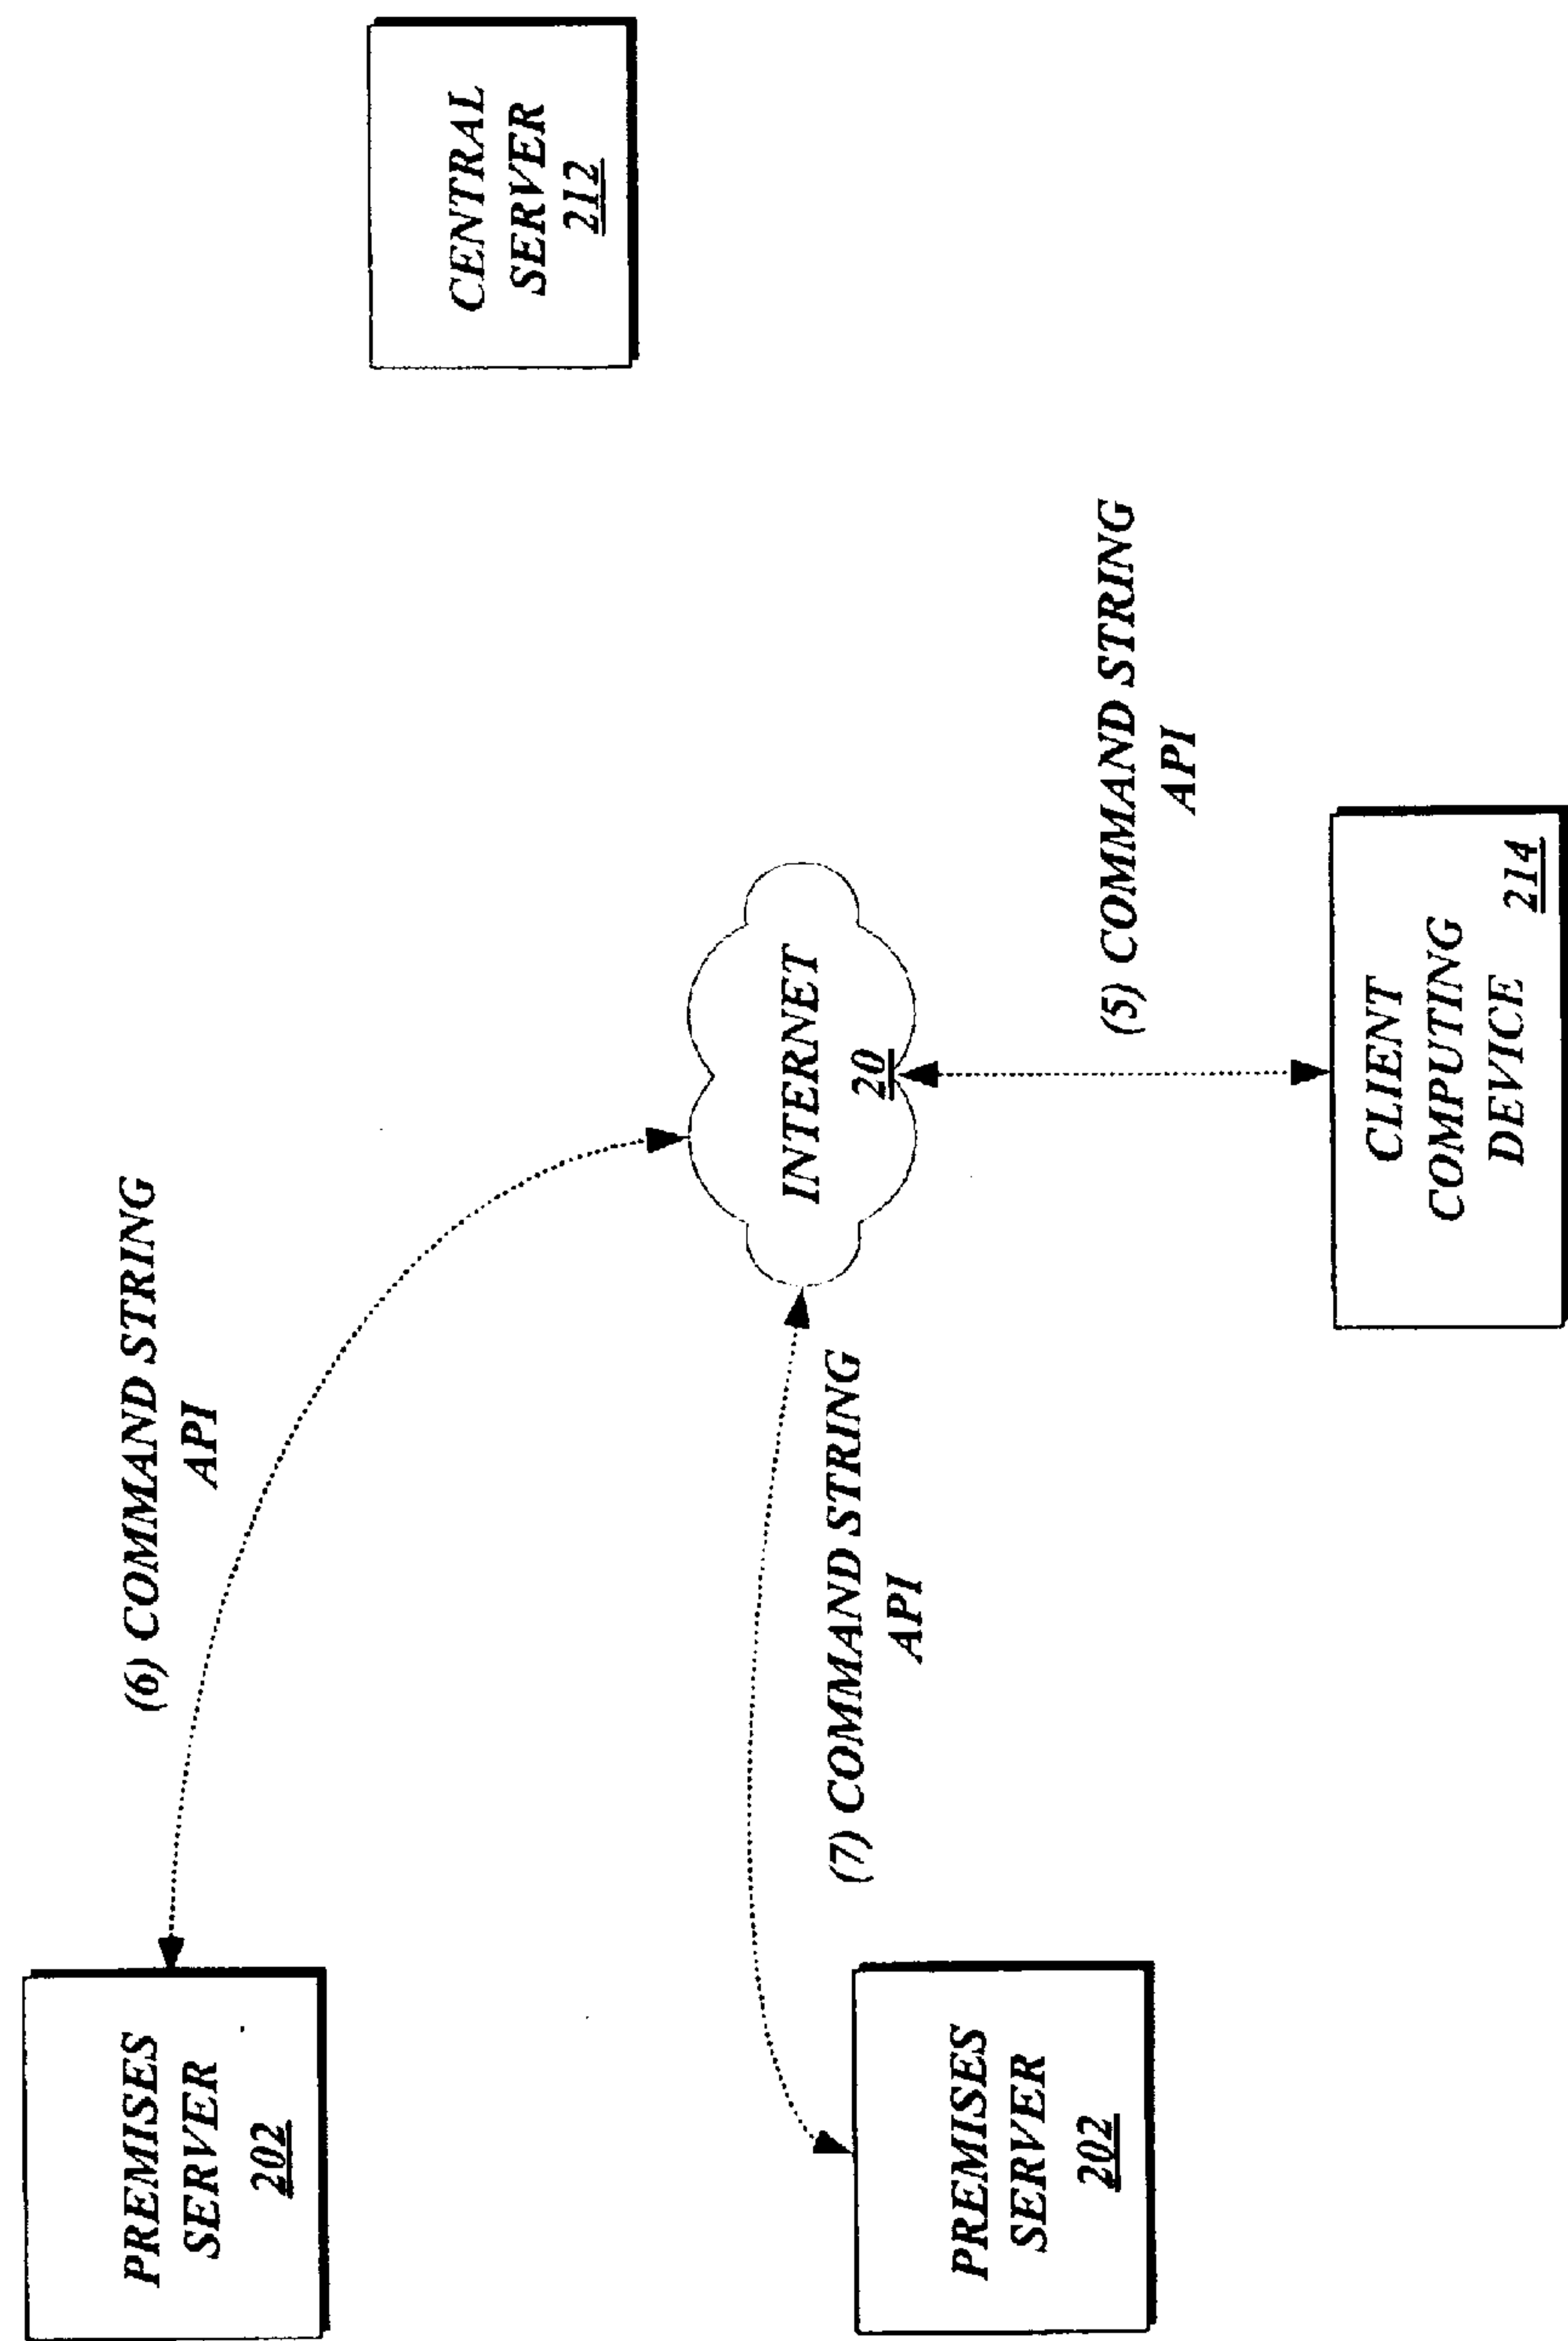 PREMISES
SERVER
202
(6) COMMAND STRING
API
CENTRAL
SERVER
212
INTERNET
20
PREMISES
SERVER
202
(7) COMMAND STRING
API
(5) COMMAND STRING
API
CLIENT
COMPUTING
DEVICE
214